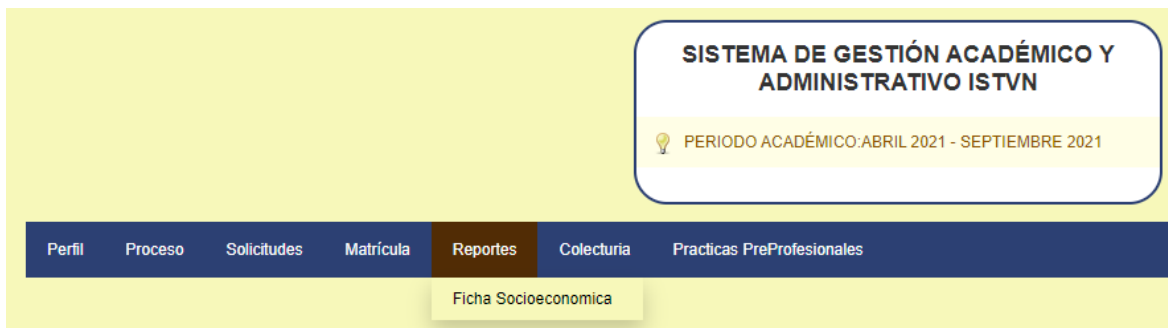 SISTEMA DE GESTIÓN ACADÉMICO Y
ADMINISTRATIVO ISTVN
PERIODO ACADÉMICO:ABRIL 2021 - SEPTIEMBRE 2021
Perfil Proceso Solicitudes Matrícula Reportes Colecturia Practicas PreProfesionales
Ficha Socioeconomica